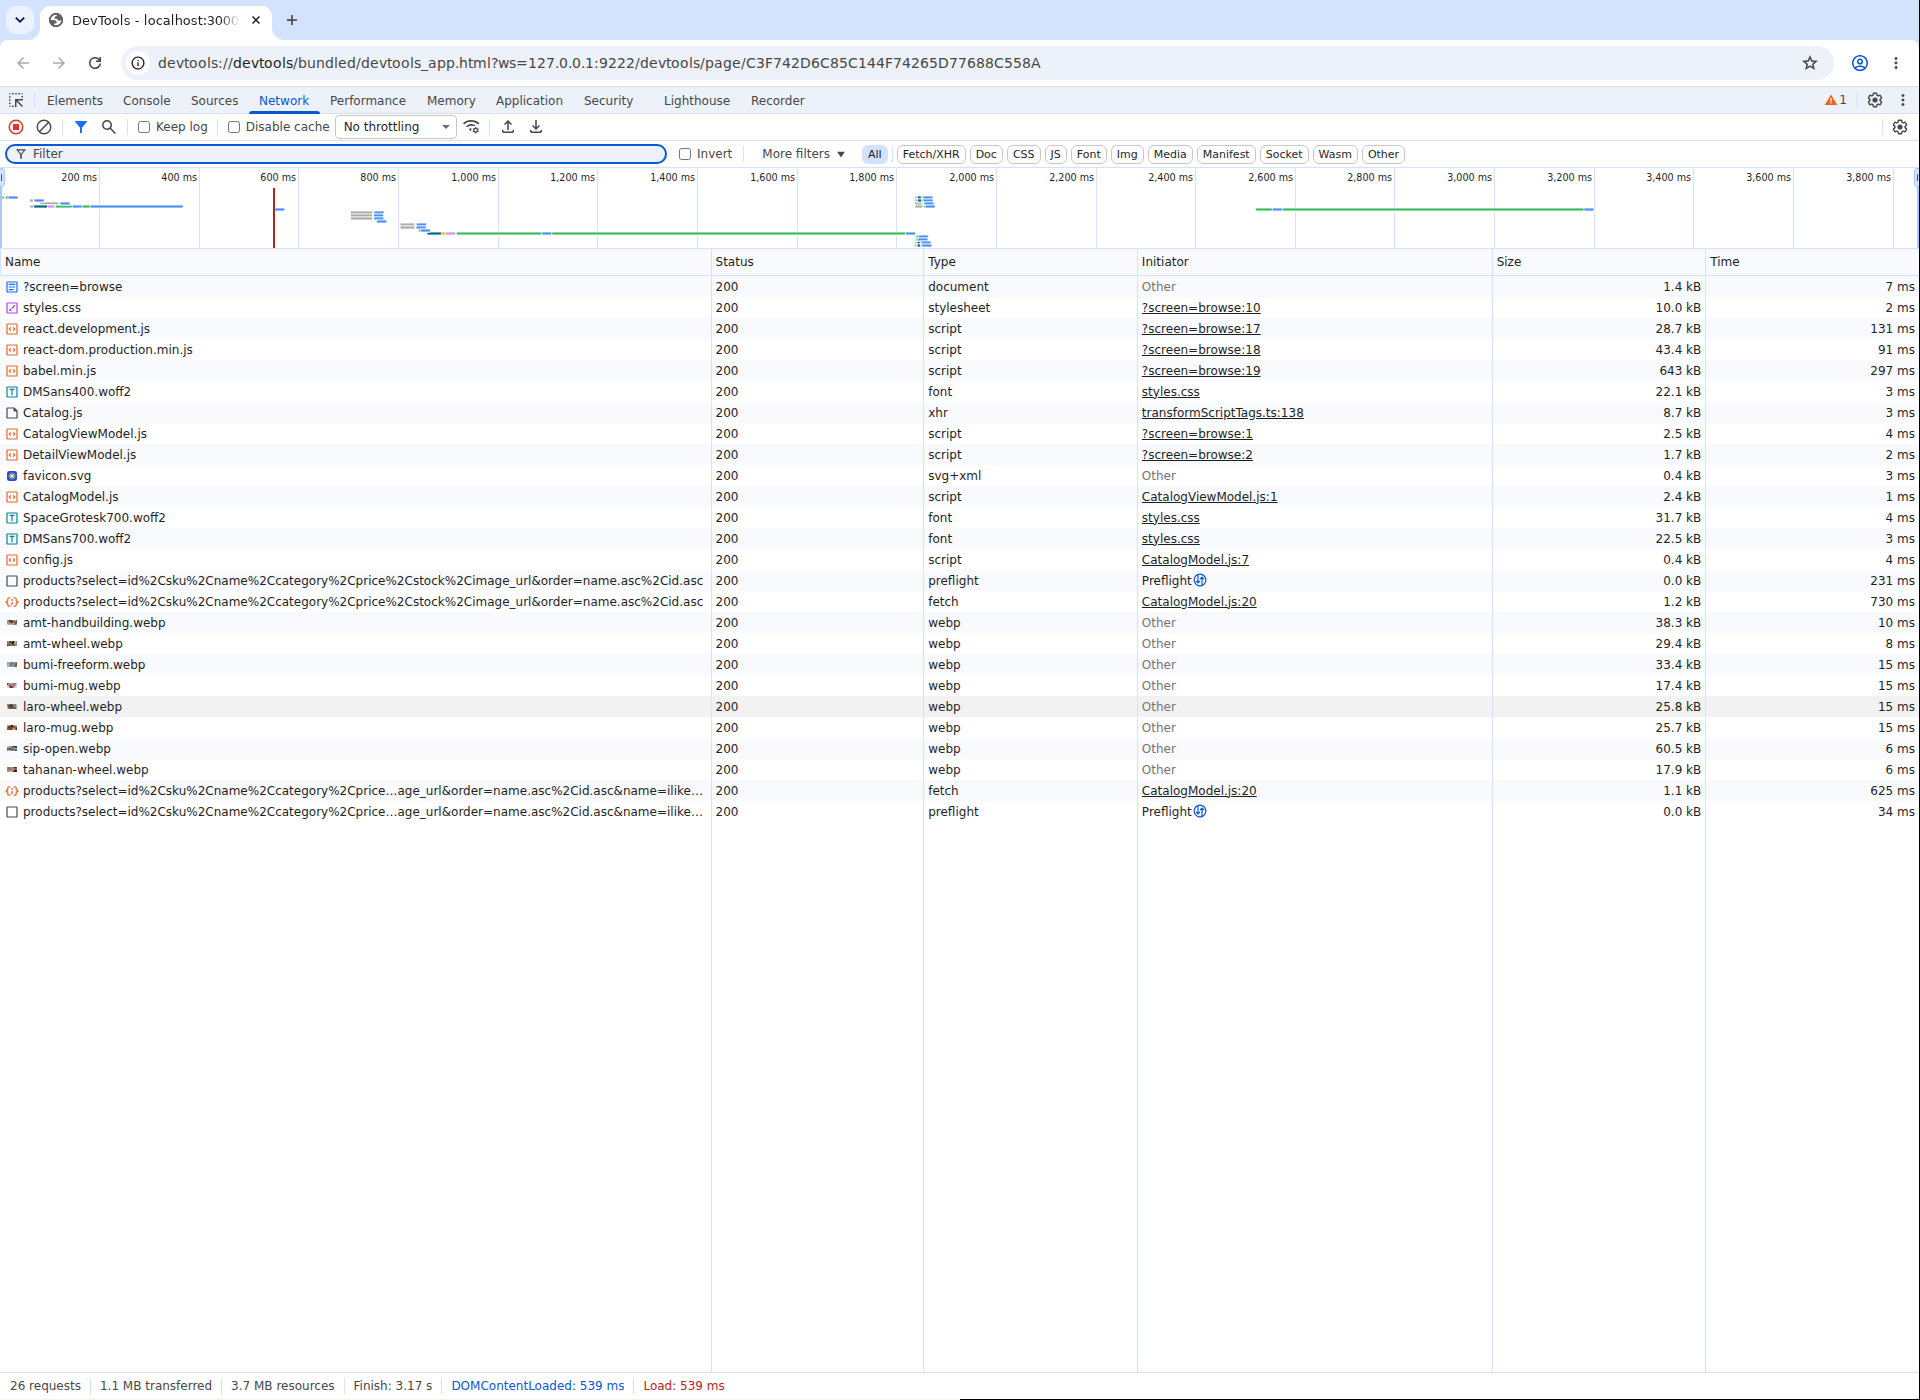 DevTools - localhost:3000
devtools://devtools/bundled/devtools_app.html?ws=127.0.0.1:9222/devtools/page/C3F742D6C85C144F74265D77688C558A
Elements Console Sources Network Performance Memory Application Security Lighthouse Recorder 1
Keep log Disable cache No throttling
Filter Invert More filters All Fetch/XHR Doc CSS JS Font Img Media Manifest Socket Wasm Other
200 ms 400 ms 600 ms 800 ms 1,000 ms 1,200 ms 1,400 ms 1,600 ms 1,800 ms 2,000 ms 2,200 ms 2,400 ms 2,600 ms 2,800 ms 3,000 ms 3,200 ms 3,400 ms 3,600 ms 3,800 ms
Name Status Type Initiator Size Time
?screen=browse 200 document Other 1.4 kB 7 ms
styles.css 200 stylesheet ?screen=browse:10 10.0 kB 2 ms
react.development.js 200 script ?screen=browse:17 28.7 kB 131 ms
react-dom.production.min.js 200 script ?screen=browse:18 43.4 kB 91 ms
babel.min.js 200 script ?screen=browse:19 643 kB 297 ms
DMSans400.woff2 200 font styles.css 22.1 kB 3 ms
Catalog.js 200 xhr transformScriptTags.ts:138 8.7 kB 3 ms
CatalogViewModel.js 200 script ?screen=browse:1 2.5 kB 4 ms
DetailViewModel.js 200 script ?screen=browse:2 1.7 kB 2 ms
favicon.svg 200 svg+xml Other 0.4 kB 3 ms
CatalogModel.js 200 script CatalogViewModel.js:1 2.4 kB 1 ms
SpaceGrotesk700.woff2 200 font styles.css 31.7 kB 4 ms
DMSans700.woff2 200 font styles.css 22.5 kB 3 ms
config.js 200 script CatalogModel.js:7 0.4 kB 4 ms
products?select=id%2Csku%2Cname%2Ccategory%2Cprice%2Cstock%2Cimage_url&order=name.asc%2Cid.asc 200 preflight Preflight 0.0 kB 231 ms
products?select=id%2Csku%2Cname%2Ccategory%2Cprice%2Cstock%2Cimage_url&order=name.asc%2Cid.asc 200 fetch CatalogModel.js:20 1.2 kB 730 ms
amt-handbuilding.webp 200 webp Other 38.3 kB 10 ms
amt-wheel.webp 200 webp Other 29.4 kB 8 ms
bumi-freeform.webp 200 webp Other 33.4 kB 15 ms
bumi-mug.webp 200 webp Other 17.4 kB 15 ms
laro-wheel.webp 200 webp Other 25.8 kB 15 ms
laro-mug.webp 200 webp Other 25.7 kB 15 ms
sip-open.webp 200 webp Other 60.5 kB 6 ms
tahanan-wheel.webp 200 webp Other 17.9 kB 6 ms
products?select=id%2Csku%2Cname%2Ccategory%2Cprice…age_url&order=name.asc%2Cid.asc&name=ilike… 200 fetch CatalogModel.js:20 1.1 kB 625 ms
products?select=id%2Csku%2Cname%2Ccategory%2Cprice…age_url&order=name.asc%2Cid.asc&name=ilike… 200 preflight Preflight 0.0 kB 34 ms
26 requests 1.1 MB transferred 3.7 MB resources Finish: 3.17 s DOMContentLoaded: 539 ms Load: 539 ms